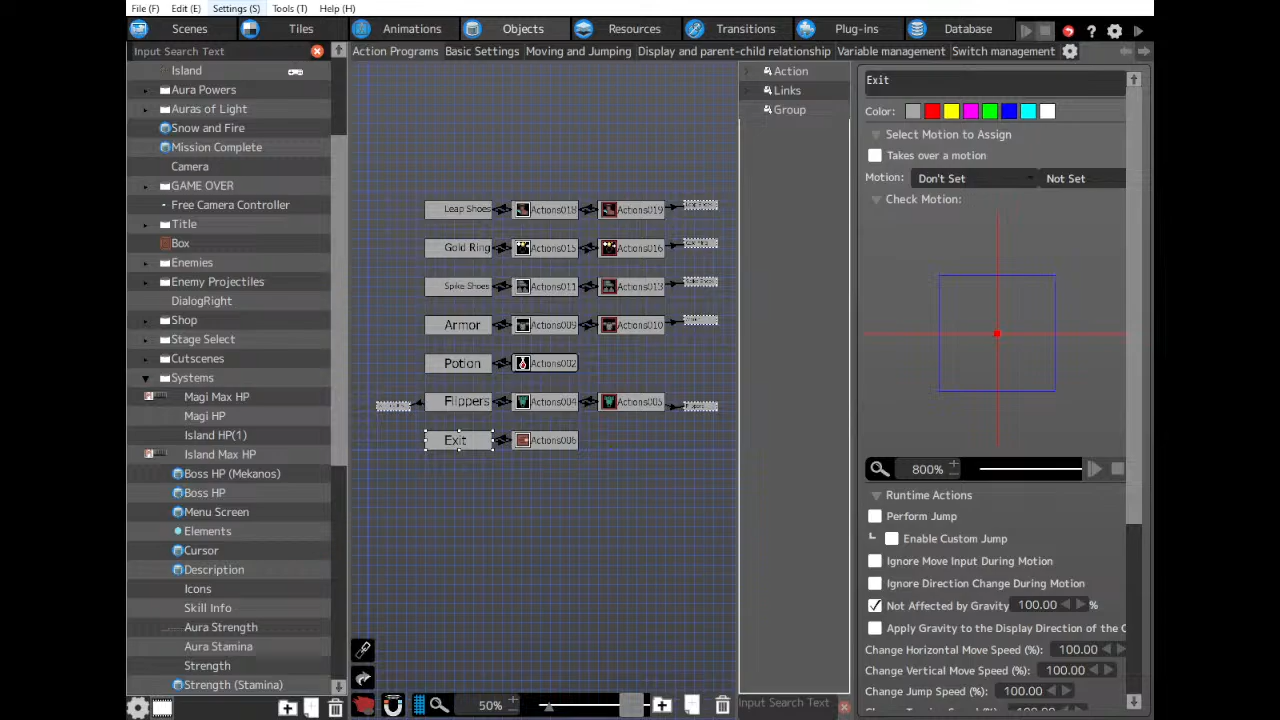 File (F) Edit (E) Settings (S) Tools (T) Help (H)
Scenes Tiles Animations Objects Resources Transitions Plug-ins Database
Input Search Text
Action Programs Basic Settings Moving and Jumping Display and parent-child relationship Variable management Switch management
Island
Aura Powers
Auras of Light
Snow and Fire
Mission Complete
Camera
GAME OVER
Free Camera Controller
Title
Box
Enemies
Enemy Projectiles
DialogRight
Shop
Stage Select
Cutscenes
Systems
Magi Max HP
Magi HP
Island HP(1)
Island Max HP
Boss HP (Mekanos)
Boss HP
Menu Screen
Elements
Cursor
Description
Icons
Skill Info
Aura Strength
Aura Stamina
Strength
Strength (Stamina)
Leap Shoes Actions018 Actions019
Gold Ring Actions015 Actions016
Spike Shoes Actions011 Actions013
Armor Actions009 Actions010
Potion Actions002
Flippers Actions004 Actions005
Exit Actions006
50%
Action
Links
Group
Input Search Text
Exit
Color:
Select Motion to Assign
Takes over a motion
Motion: Don't Set Not Set
Check Motion:
800%
Runtime Actions
Perform Jump
Enable Custom Jump
Ignore Move Input During Motion
Ignore Direction Change During Motion
Not Affected by Gravity 100.00 %
Apply Gravity to the Display Direction of the
Change Horizontal Move Speed (%): 100.00
Change Vertical Move Speed (%): 100.00
Change Jump Speed (%): 100.00